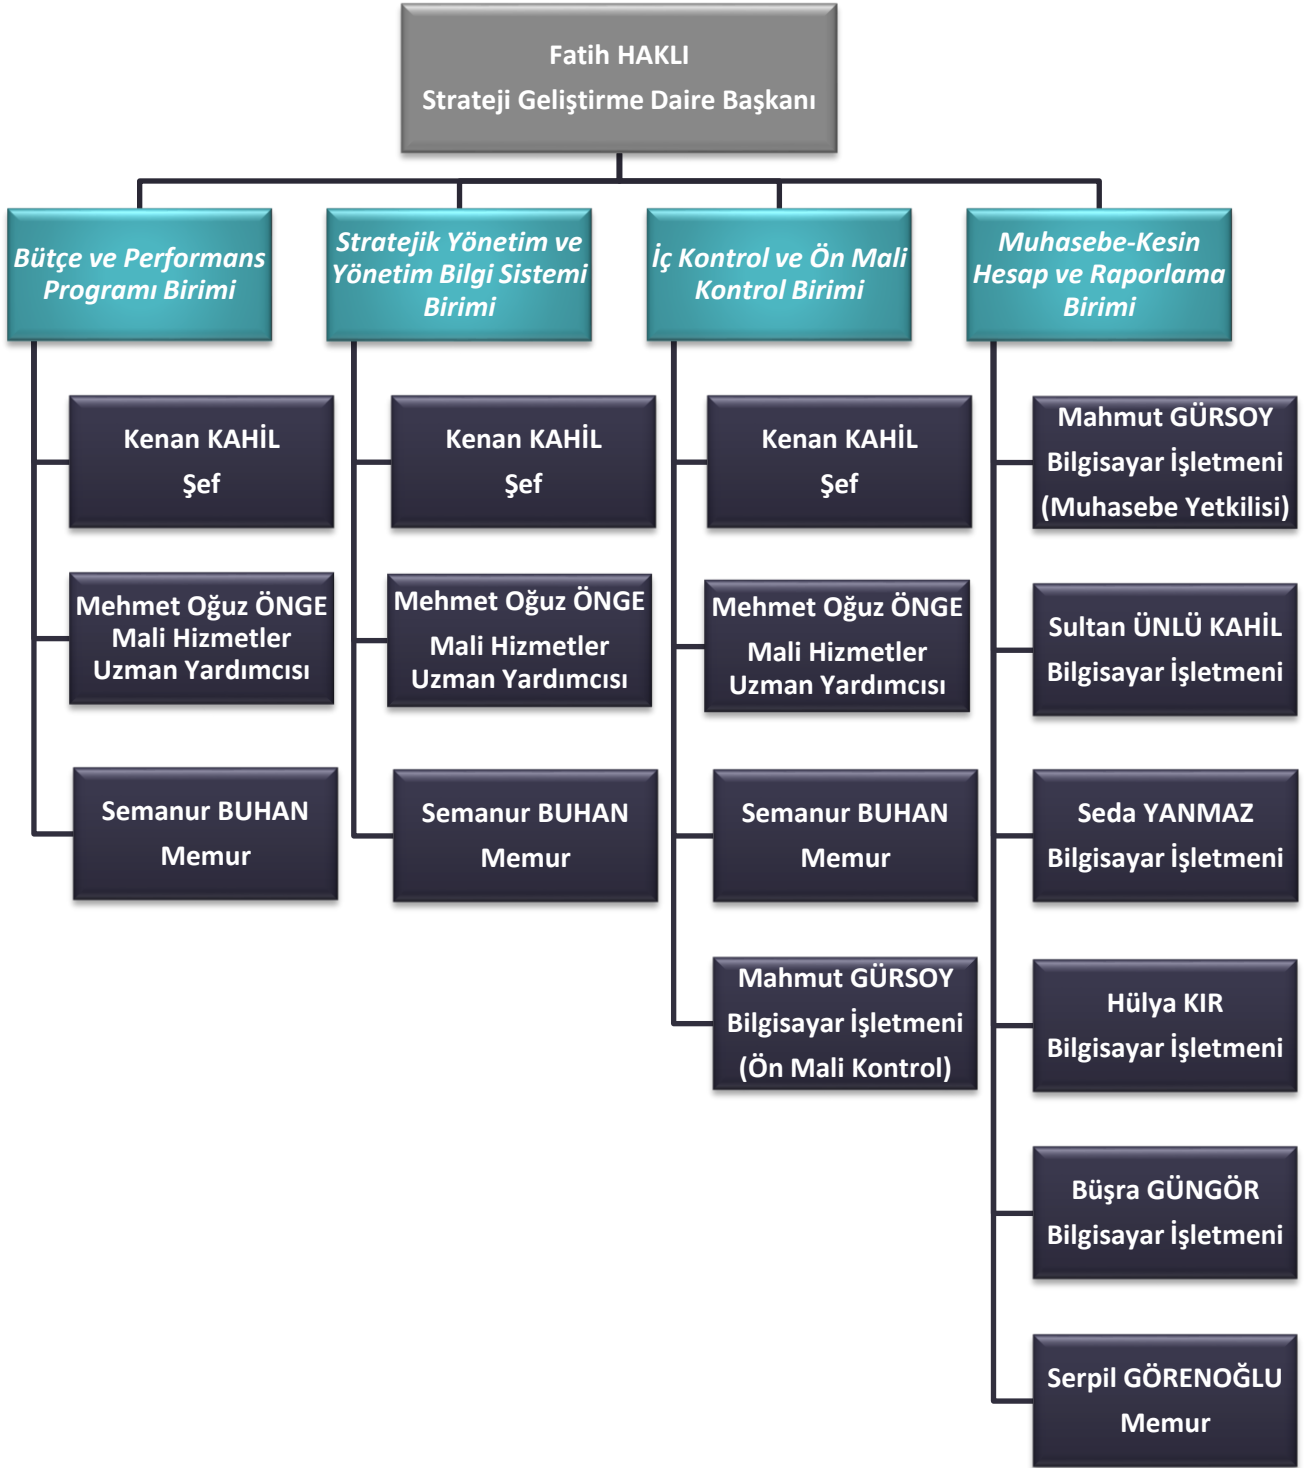 Fatih HAKLI
Strateji Geliştirme Daire Başkanı
Bütçe ve Performans
Programı Birimi
Stratejik Yönetim ve
Yönetim Bilgi Sistemi
Birimi
İç Kontrol ve Ön Mali
Kontrol Birimi
Muhasebe-Kesin
Hesap ve Raporlama
Birimi
Kenan KAHİL
Şef
Mehmet Oğuz ÖNGE
Mali Hizmetler
Uzman Yardımcısı
Semanur BUHAN
Memur
Kenan KAHİL
Şef
Mehmet Oğuz ÖNGE
Mali Hizmetler
Uzman Yardımcısı
Semanur BUHAN
Memur
Kenan KAHİL
Şef
Mehmet Oğuz ÖNGE
Mali Hizmetler
Uzman Yardımcısı
Semanur BUHAN
Memur
Mahmut GÜRSOY
Bilgisayar İşletmeni
(Ön Mali Kontrol)
Mahmut GÜRSOY
Bilgisayar İşletmeni
(Muhasebe Yetkilisi)
Sultan ÜNLÜ KAHİL
Bilgisayar İşletmeni
Seda YANMAZ
Bilgisayar İşletmeni
Hülya KIR
Bilgisayar İşletmeni
Büşra GÜNGÖR
Bilgisayar İşletmeni
Serpil GÖRENOĞLU
Memur